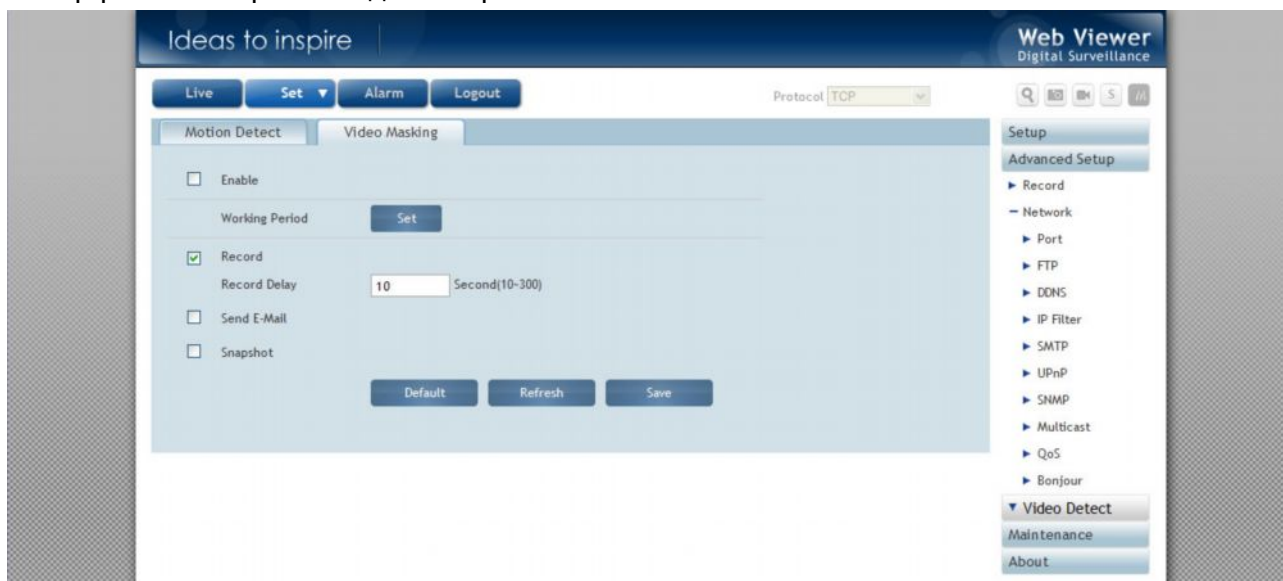 Ideas to inspire
Web Viewer
Digital Surveillance
Live
Set
Alarm
Logout
Protocol TCP
S
Motion Detect
Video Masking
Enable
Working Period
Set
Record
Record Delay
10
Second(10~300)
Send E-Mail
Snapshot
Default
Refresh
Save
Setup
Advanced Setup
Record
Network
Port
FTP
DDNS
IP Filter
SMTP
UPnP
SNMP
Multicast
QoS
Bonjour
Video Detect
Maintenance
About